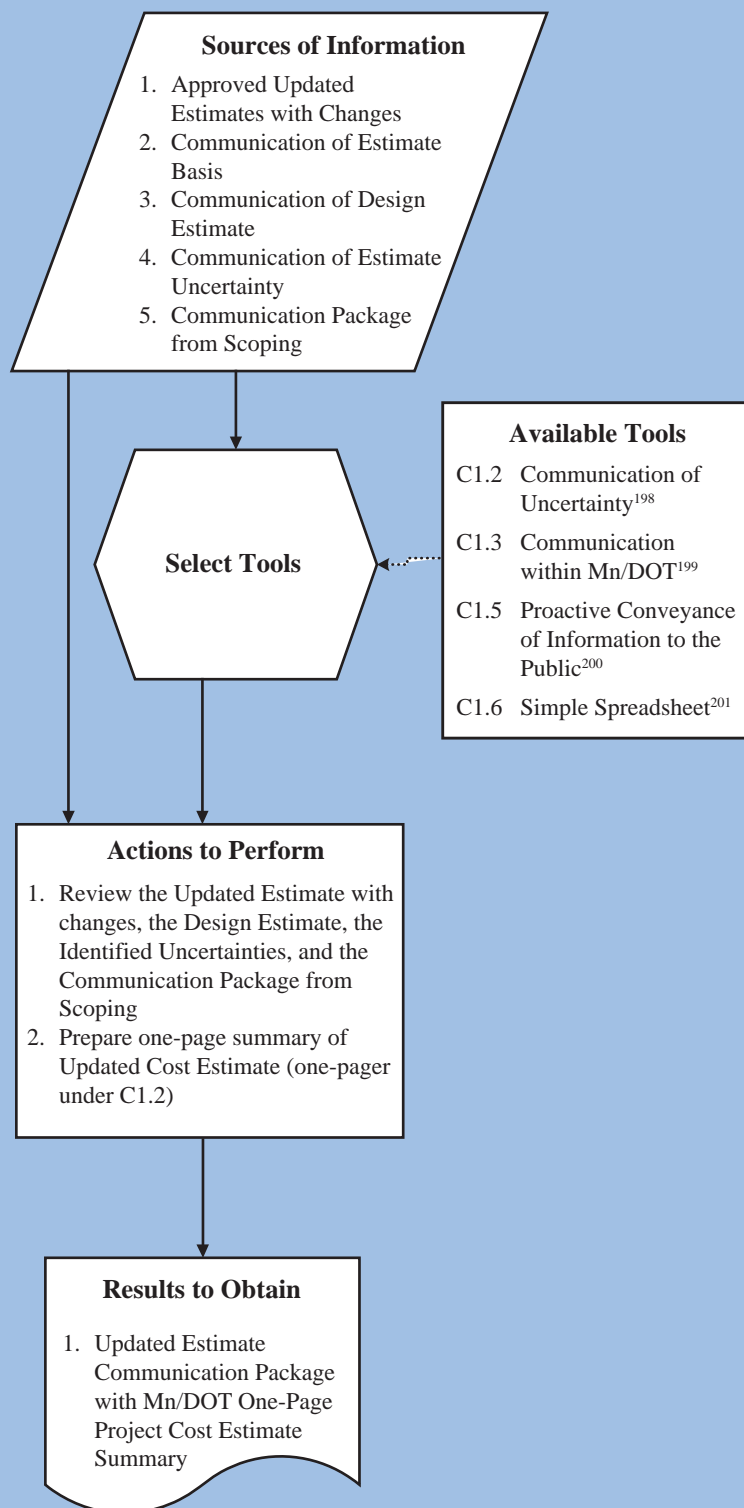 Sources of Information
1. Approved Updated
Estimates with Changes
2. Communication of Estimate
Basis
3. Communication of Design
Estimate
4. Communication of Estimate
Uncertainty
5. Communication Package
from Scoping
Select Tools
Available Tools
C1.2 Communication of
Uncertainty198
C1.3 Communication
within Mn/DOT199
C1.5 Proactive Conveyance
of Information to the
Public200
C1.6 Simple Spreadsheet201
Actions to Perform
1. Review the Updated Estimate with
changes, the Design Estimate, the
Identified Uncertainties, and the
Communication Package from
Scoping
2. Prepare one-page summary of
Updated Cost Estimate (one-pager
under C1.2)
Results to Obtain
1. Updated Estimate
Communication Package
with Mn/DOT One-Page
Project Cost Estimate
Summary